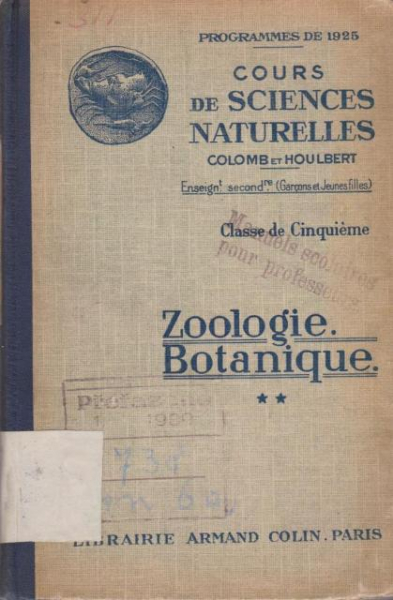 PROGRAMMES DE 1925
COURS
DE SCIENCES
NATURELLES
COLOMB ET HOULBERT
Enseignt secondre (Garçons et Jeunes filles)
Classe de Cinquième
Manuels scolaires
pour professeurs
Zoologie.
Botanique.
★★
734
LIBRAIRIE ARMAND COLIN. PARIS